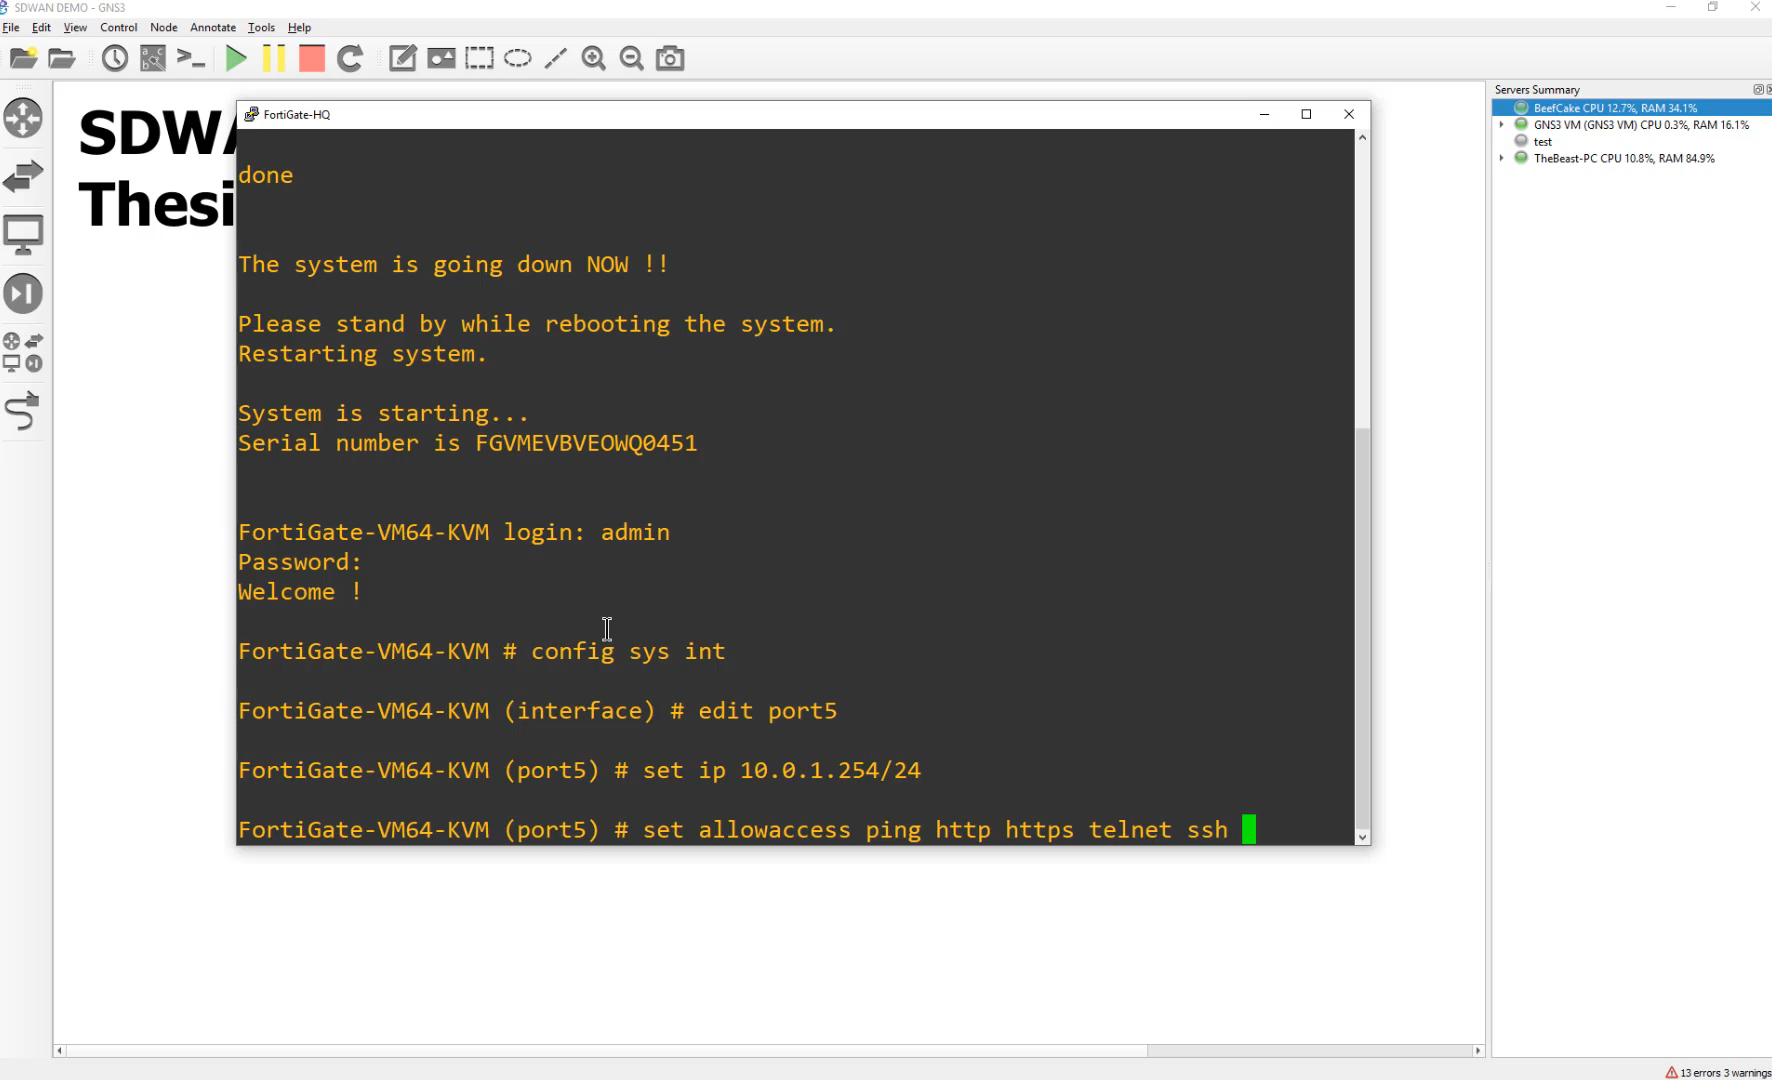 SDWAN DEMO - GNS3
File Edit View Control Node Annotate Tools Help
SDWA
Thesi
FortiGate-HQ
done
The system is going down NOW !!
Please stand by while rebooting the system.
Restarting system.
System is starting...
Serial number is FGVMEVBVEOWQ0451
FortiGate-VM64-KVM login: admin
Password:
Welcome !
FortiGate-VM64-KVM # config sys int
FortiGate-VM64-KVM (interface) # edit port5
FortiGate-VM64-KVM (port5) # set ip 10.0.1.254/24
FortiGate-VM64-KVM (port5) # set allowaccess ping http https telnet ssh
Servers Summary
BeefCake CPU 12.7%, RAM 34.1%
GNS3 VM (GNS3 VM) CPU 0.3%, RAM 16.1%
test
TheBeast-PC CPU 10.8%, RAM 84.9%
13 errors 3 warnings